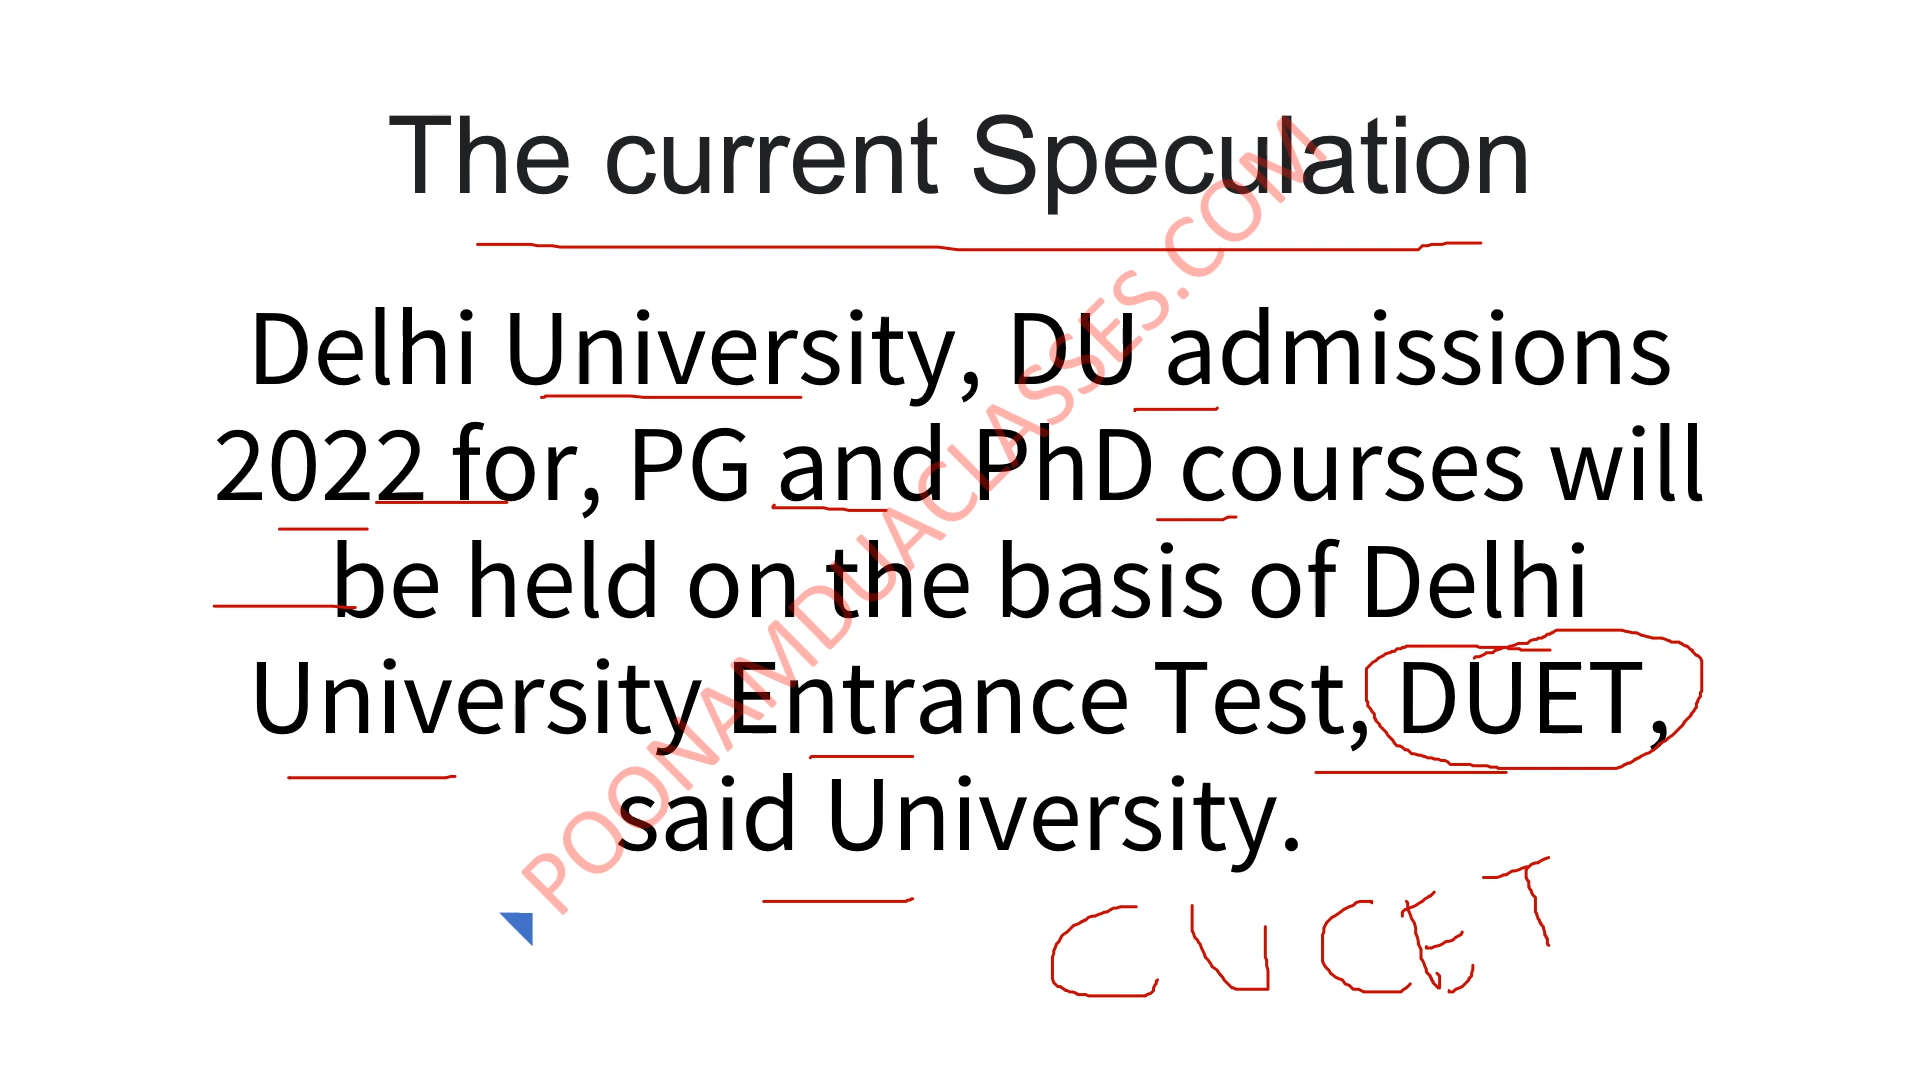 The current Speculation
Delhi University, DU admissions
2022 for, PG and PhD courses will
be held on the basis of Delhi
University Entrance Test, DUET,
said University.
POONAMDUACLASSES.COM
CUCET